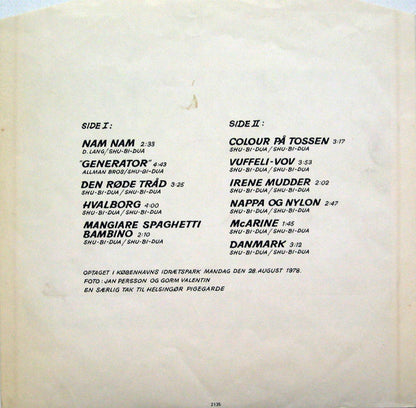 SIDE I:
NAM NAM 2:33
D. LANG/SHU-BI-DUA
"GENERATOR" 4:43
ALLMAN BROS/SHU-BI-DUA
DEN RØDE TRÅD 3:25
SHU-BI-DUA/SHU-BI-DUA
HVALBORG 4:00
SHU-BI-DUA/SHU-BI-DUA
MANGIARE SPAGHETTI
BAMBINO 2:10
SHU-BI-DUA/SHU-BI-DUA
SIDE II:
COLOUR PÅ TOSSEN 3:17
SHU-BI-DUA/SHU-BI-DUA
VUFFELI-VOV 3:53
SHU-BI-DUA/SHU-BI-DUA
IRENE MUDDER 2:02
SHU-BI-DUA/SHU-BI-DUA
NAPPA OG NYLON 2:47
SHU-BI-DUA/SHU-BI-DUA
McARINE 1:45
SHU-BI-DUA/SHU-BI-DUA
DANMARK 3:12
SHU-BI-DUA/SHU-BI-DUA
OPTAGET I KØBENHAVNS IDRÆTSPARK MANDAG DEN 28. AUGUST 1978.
FOTO: JAN PERSSON OG GORM VALENTIN
EN SÆRLIG TAK TIL HELSINGØR PIGEGARDE
2135